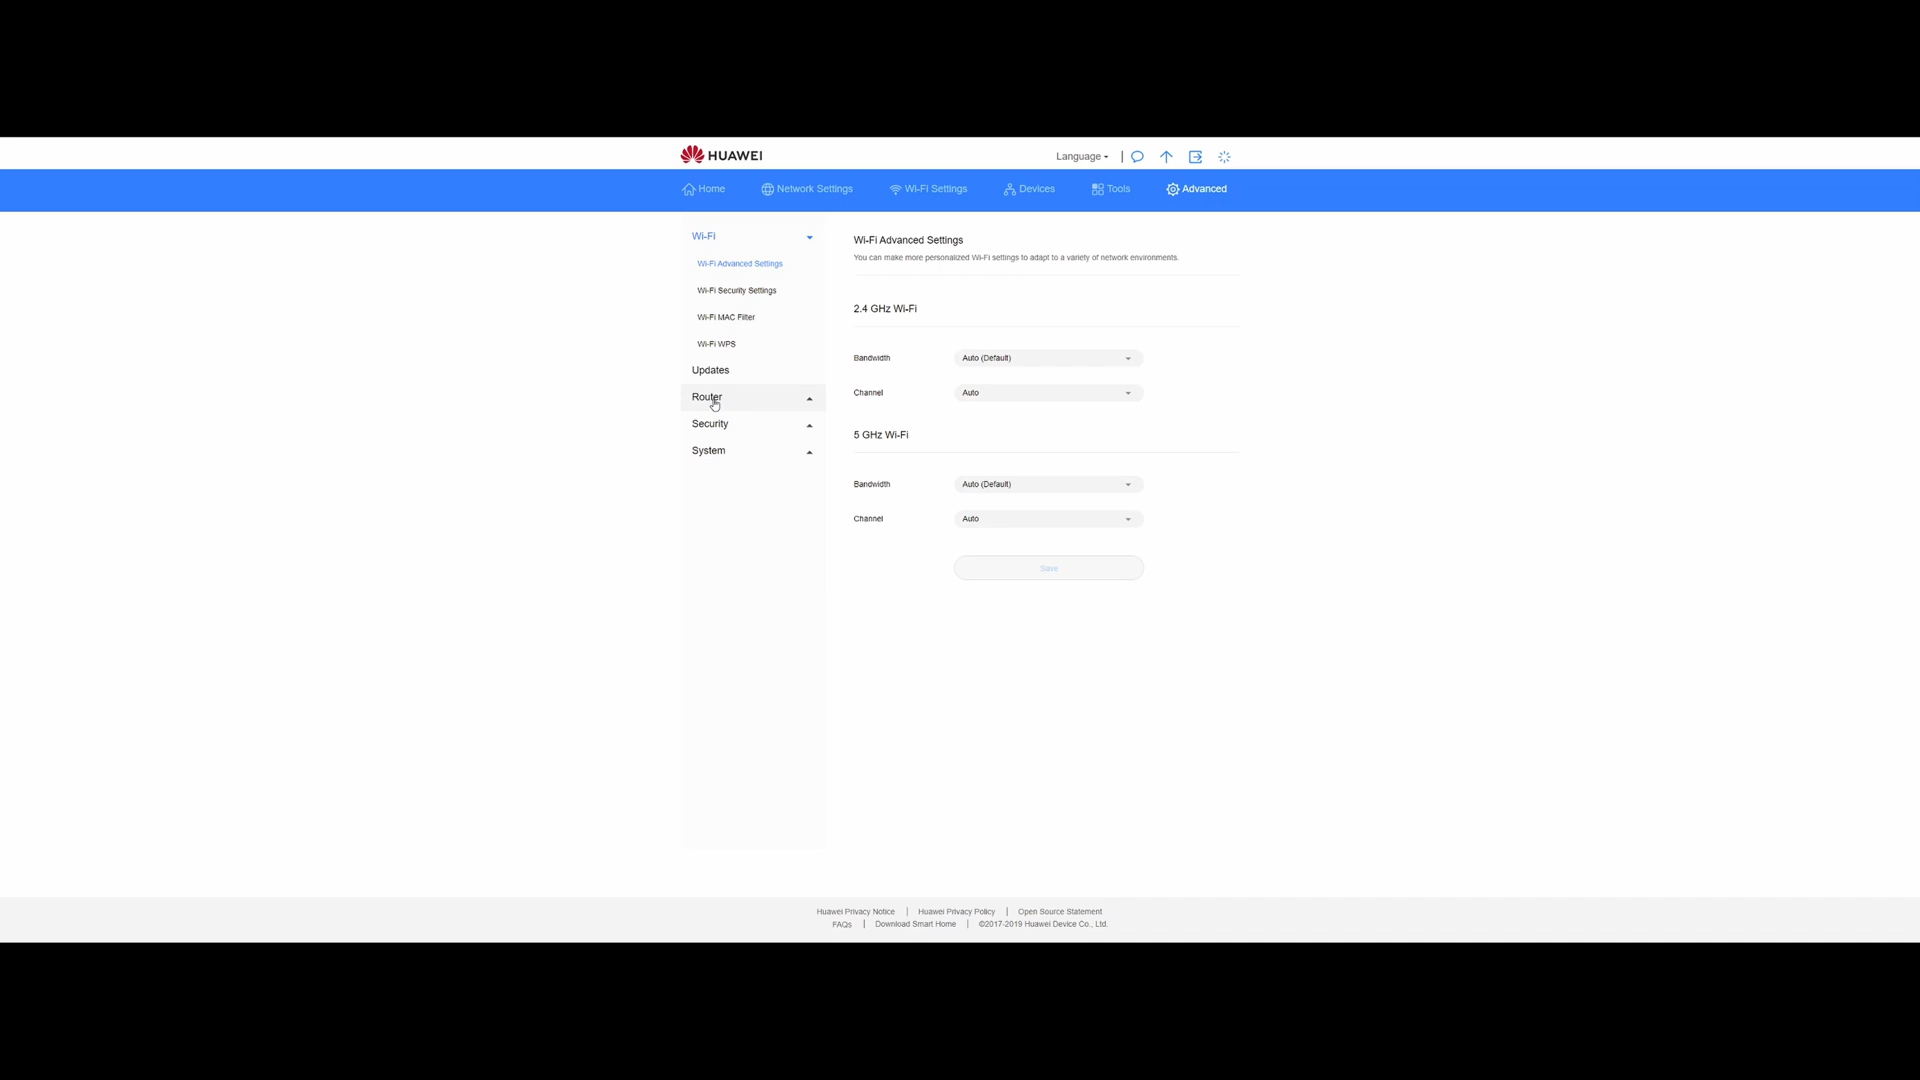 HUAWEI
Language
Home
Network Settings
Wi-Fi Settings
Devices
Tools
Advanced
Wi-Fi
Wi-Fi Advanced Settings
Wi-Fi Security Settings
Wi-Fi MAC Filter
Wi-Fi WPS
Updates
Router
Security
System
Wi-Fi Advanced Settings
You can make more personalized Wi-Fi settings to adapt to a variety of network environments.
2.4 GHz Wi-Fi
Bandwidth Auto (Default)
Channel Auto
5 GHz Wi-Fi
Bandwidth Auto (Default)
Channel Auto
Save
Huawei Privacy Notice | Huawei Privacy Policy | Open Source Statement
FAQs | Download Smart Home | ©2017-2019 Huawei Device Co., Ltd.